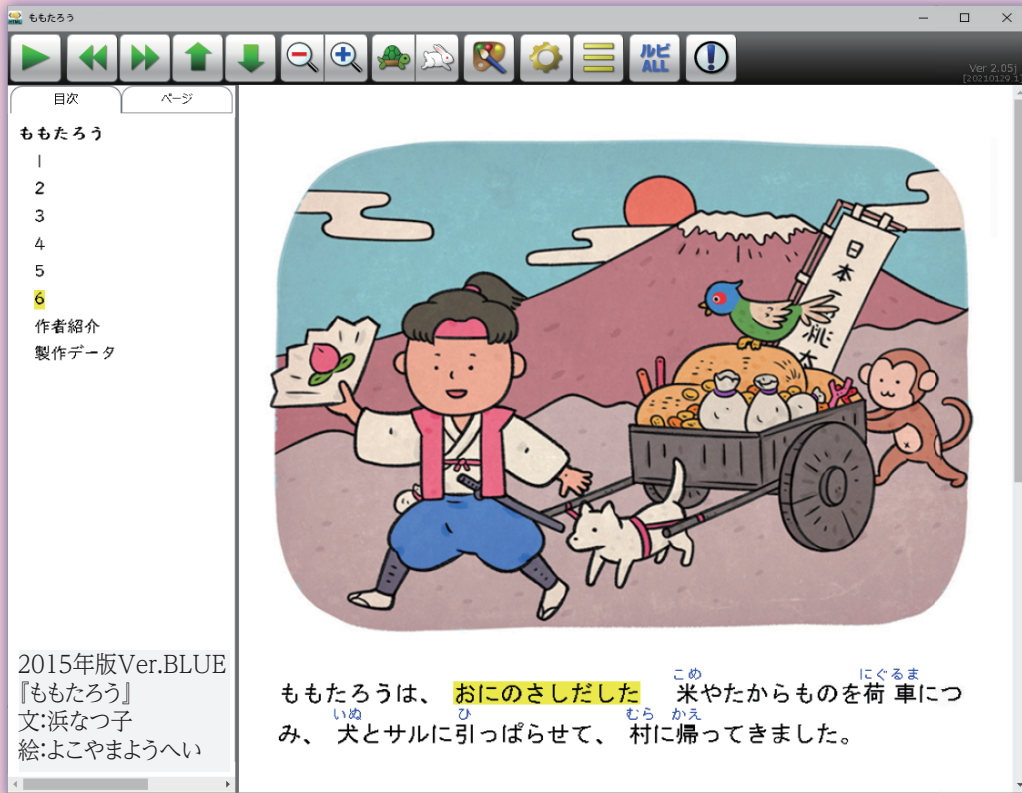 ももたろう
ルビ
ALL
Ver 2.05j
[20210129.1]
目次 ページ
ももたろう
1
2
3
4
5
6
作者紹介
製作データ
日本一
桃太
2015年版Ver.BLUE
『ももたろう』
文:浜なつ子
絵:よこやまようへい
こめ にぐるま
ももたろうは、 おにのさしだした 米やたからものを荷車につ
いぬ ひ むら かえ
み、 犬とサルに引っぱらせて、 村に帰ってきました。